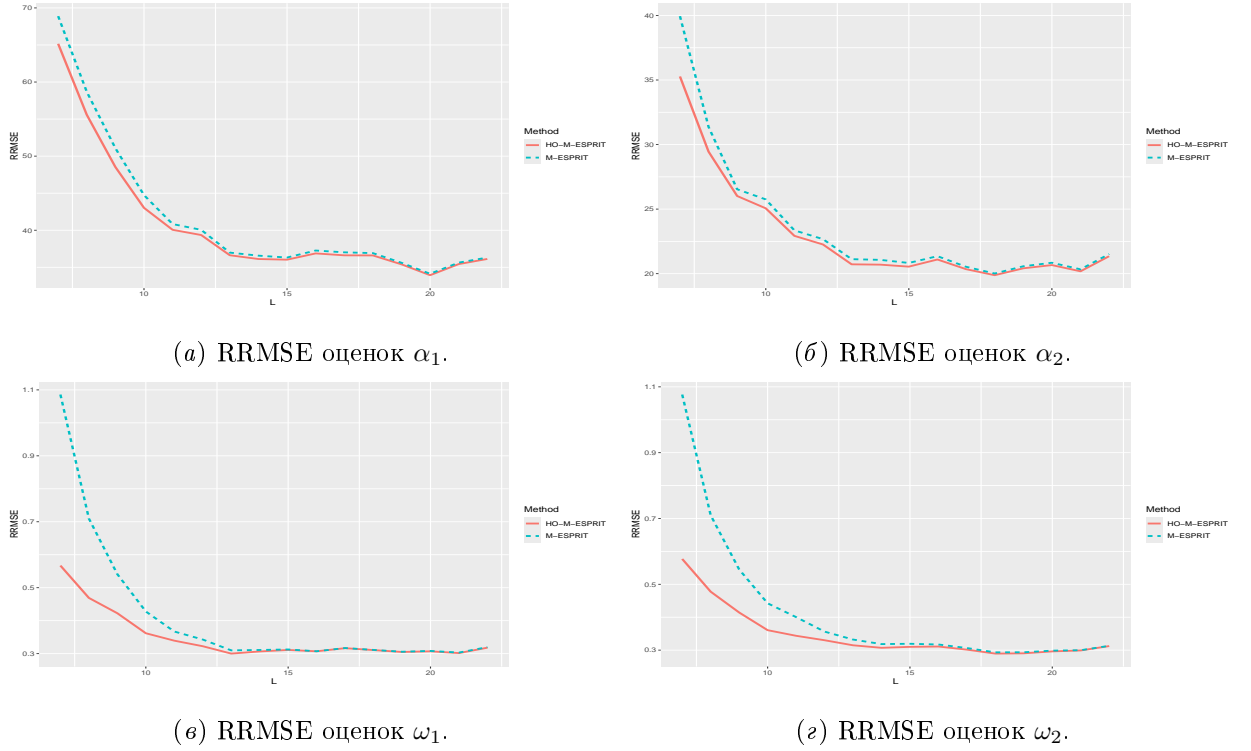 70
60
50
40
RRMSE
10
15
20
L
Method
HO−M−ESPRIT
M−ESPRIT
(а) RRMSE оценок α₁.
40
35
30
25
20
RRMSE
10
15
20
L
Method
HO−M−ESPRIT
M−ESPRIT
(б) RRMSE оценок α₂.
1.1
0.9
0.7
0.5
0.3
RRMSE
10
15
20
L
Method
HO−M−ESPRIT
M−ESPRIT
(в) RRMSE оценок ω₁.
1.1
0.9
0.7
0.5
0.3
RRMSE
10
15
20
L
Method
HO−M−ESPRIT
M−ESPRIT
(г) RRMSE оценок ω₂.